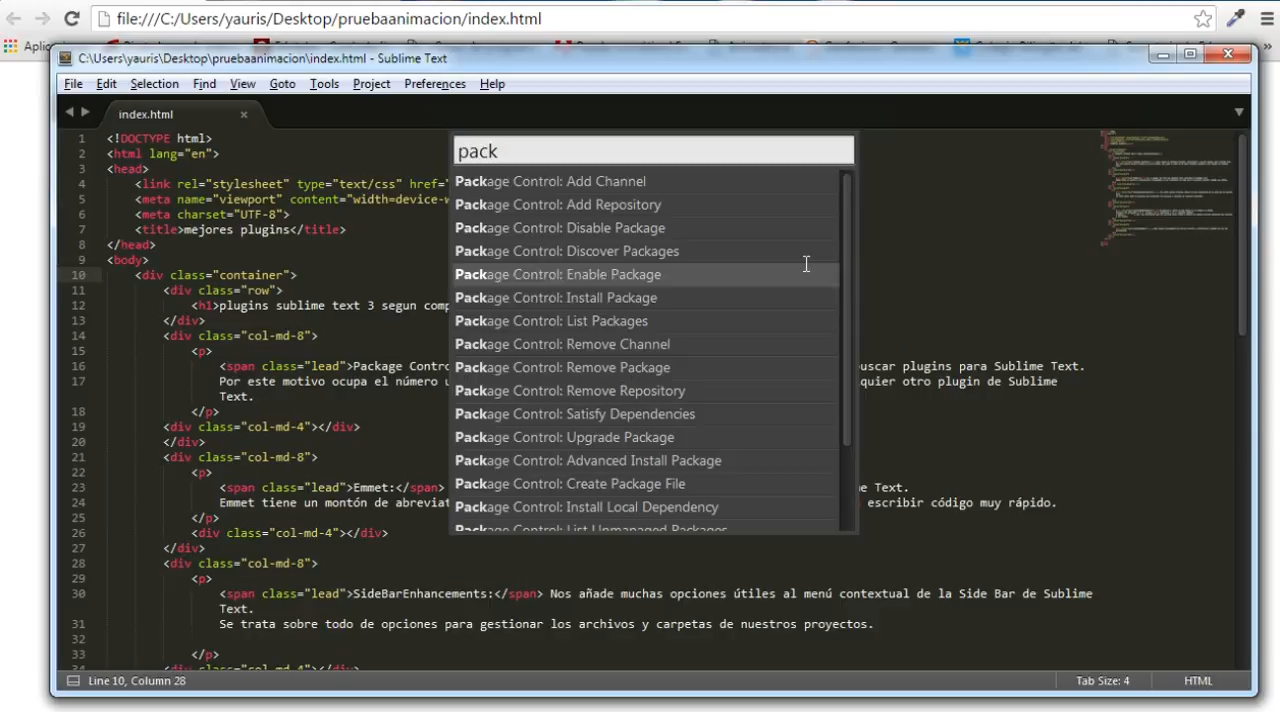 file:///C:/Users/yauris/Desktop/pruebaanimacion/index.html
C:\Users\yauris\Desktop\pruebaanimacion\index.html - Sublime Text
File Edit Selection Find View Goto Tools Project Preferences Help
index.html
pack
Package Control: Add Channel
Package Control: Add Repository
Package Control: Disable Package
Package Control: Discover Packages
Package Control: Enable Package
Package Control: Install Package
Package Control: List Packages
Package Control: Remove Channel
Package Control: Remove Package
Package Control: Remove Repository
Package Control: Satisfy Dependencies
Package Control: Upgrade Package
Package Control: Advanced Install Package
Package Control: Create Package File
Package Control: Install Local Dependency
Package Control: List Unmanaged Packages
1 <!DOCTYPE html>
2 <html lang="en">
3 <head>
4 <link rel="stylesheet" type="text/css" href=
5 <meta name="viewport" content="width=device-
6 <meta charset="UTF-8">
7 <title>mejores plugins</title>
8 </head>
9 <body>
10 <div class="container">
11 <div class="row">
12 <h1>plugins sublime text 3 segun
13 </div>
14 <div class="col-md-8">
15 <p>
16 <span class="lead">Package buscar plugins para Sublime Text.
17 Por este motivo ocupa el número otro plugin de Sublime
Text.
18 </p>
19 <div class="col-md-4"></div>
20 </div>
21 <div class="col-md-8">
22 <p>
23 <span class="lead">Emmet:</span> Text.
24 Emmet tiene un montón de escribir código muy rápido.
25 </p>
26 <div class="col-md-4"></div>
27 </div>
28 <div class="col-md-8">
29 <p>
30 <span class="lead">SideBarEnhancements:</span> Nos añade muchas opciones útiles al menú contextual de la Side Bar de Sublime
Text.
31 Se trata sobre todo de opciones para gestionar los archivos y carpetas de nuestros proyectos.
32
33 </p>
34 <div class="col-md-4"></div>
Line 10, Column 28 Tab Size: 4 HTML